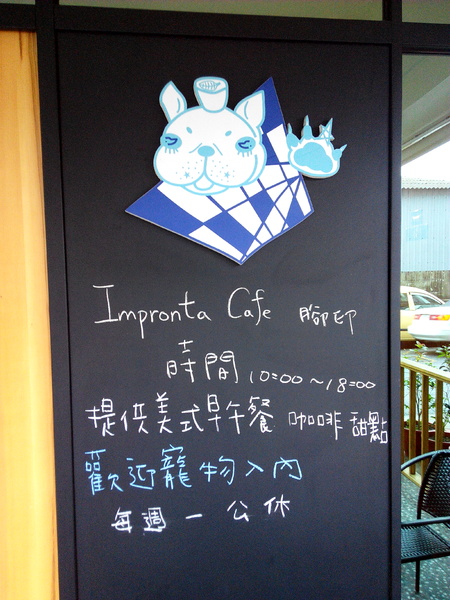 Impronta Cafe 腳印
時間 10:00~18:00
提供美式早午餐 咖啡 甜點
歡迎寵物入內
每週一公休